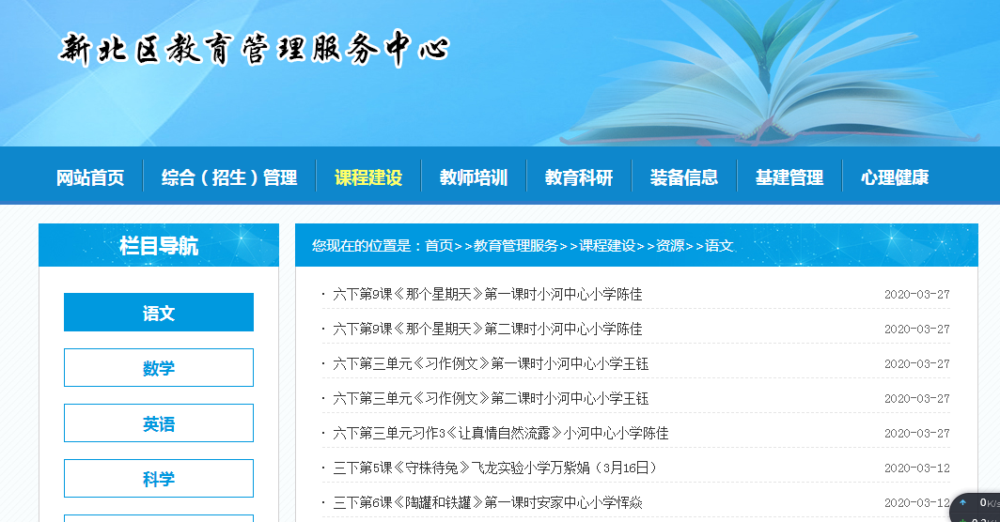 新北区教育管理服务中心
网站首页 综合（招生）管理 课程建设 教师培训 教育科研 装备信息 基建管理 心理健康
栏目导航
语文
数学
英语
科学
您现在的位置是：首页>>教育管理服务>>课程建设>>资源>>语文
· 六下第9课《那个星期天》第一课时小河中心小学陈佳 2020-03-27
· 六下第9课《那个星期天》第二课时小河中心小学陈佳 2020-03-27
· 六下第三单元《习作例文》第一课时小河中心小学王钰 2020-03-27
· 六下第三单元《习作例文》第二课时小河中心小学王钰 2020-03-27
· 六下第三单元习作3《让真情自然流露》小河中心小学陈佳 2020-03-27
· 三下第5课《守株待兔》飞龙实验小学万紫娟（3月16日） 2020-03-12
· 三下第6课《陶罐和铁罐》第一课时安家中心小学恽焱 2020-03-12